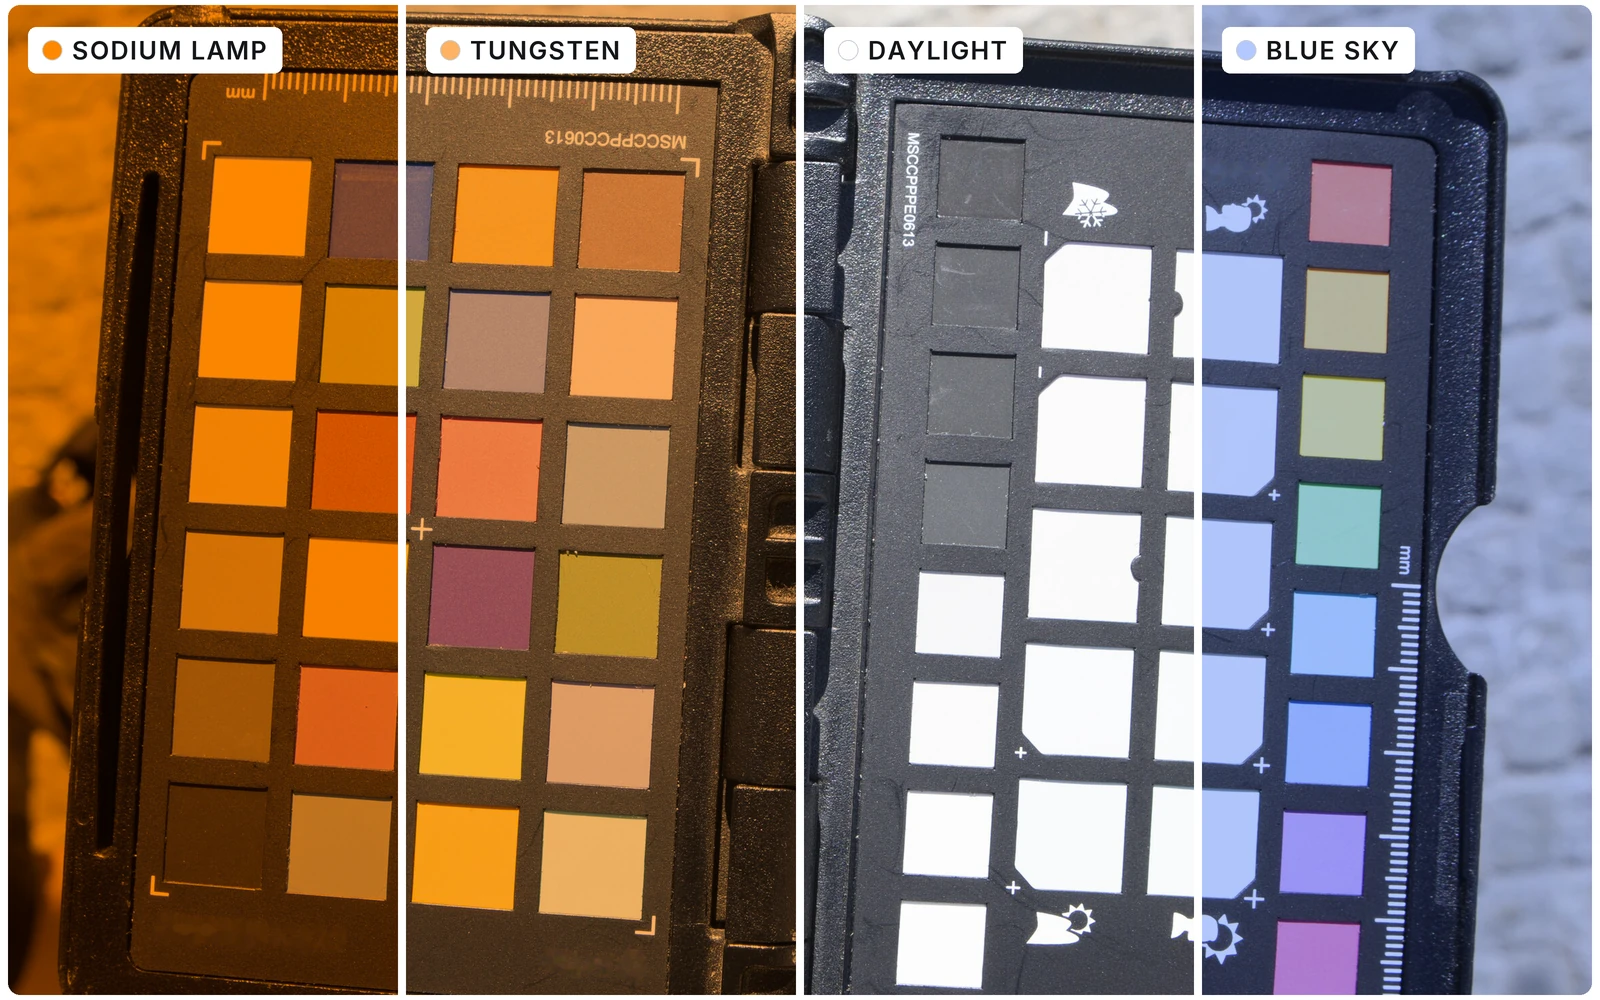 SODIUM LAMP
TUNGSTEN
DAYLIGHT
BLUE SKY
mm
MSCCPPCC0613
MSCCPPPE0613
mm